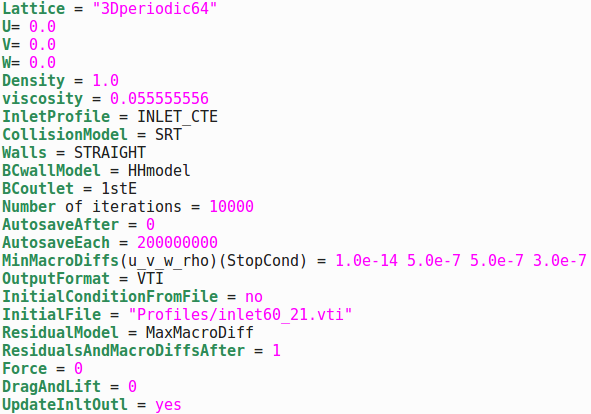 Lattice = "3Dperiodic64"
U= 0.0
V= 0.0
W= 0.0
Density = 1.0
viscosity = 0.055555556
InletProfile = INLET_CTE
CollisionModel = SRT
Walls = STRAIGHT
BCwallModel = HHmodel
BCoutlet = 1stE
Number of iterations = 10000
AutosaveAfter = 0
AutosaveEach = 200000000
MinMacroDiffs(u_v_w_rho)(StopCond) = 1.0e-14 5.0e-7 5.0e-7 3.0e-7
OutputFormat = VTI
InitialConditionFromFile = no
InitialFile = "Profiles/inlet60_21.vti"
ResidualModel = MaxMacroDiff
ResidualsAndMacroDiffsAfter = 1
Force = 0
DragAndLift = 0
UpdateInltOutl = yes